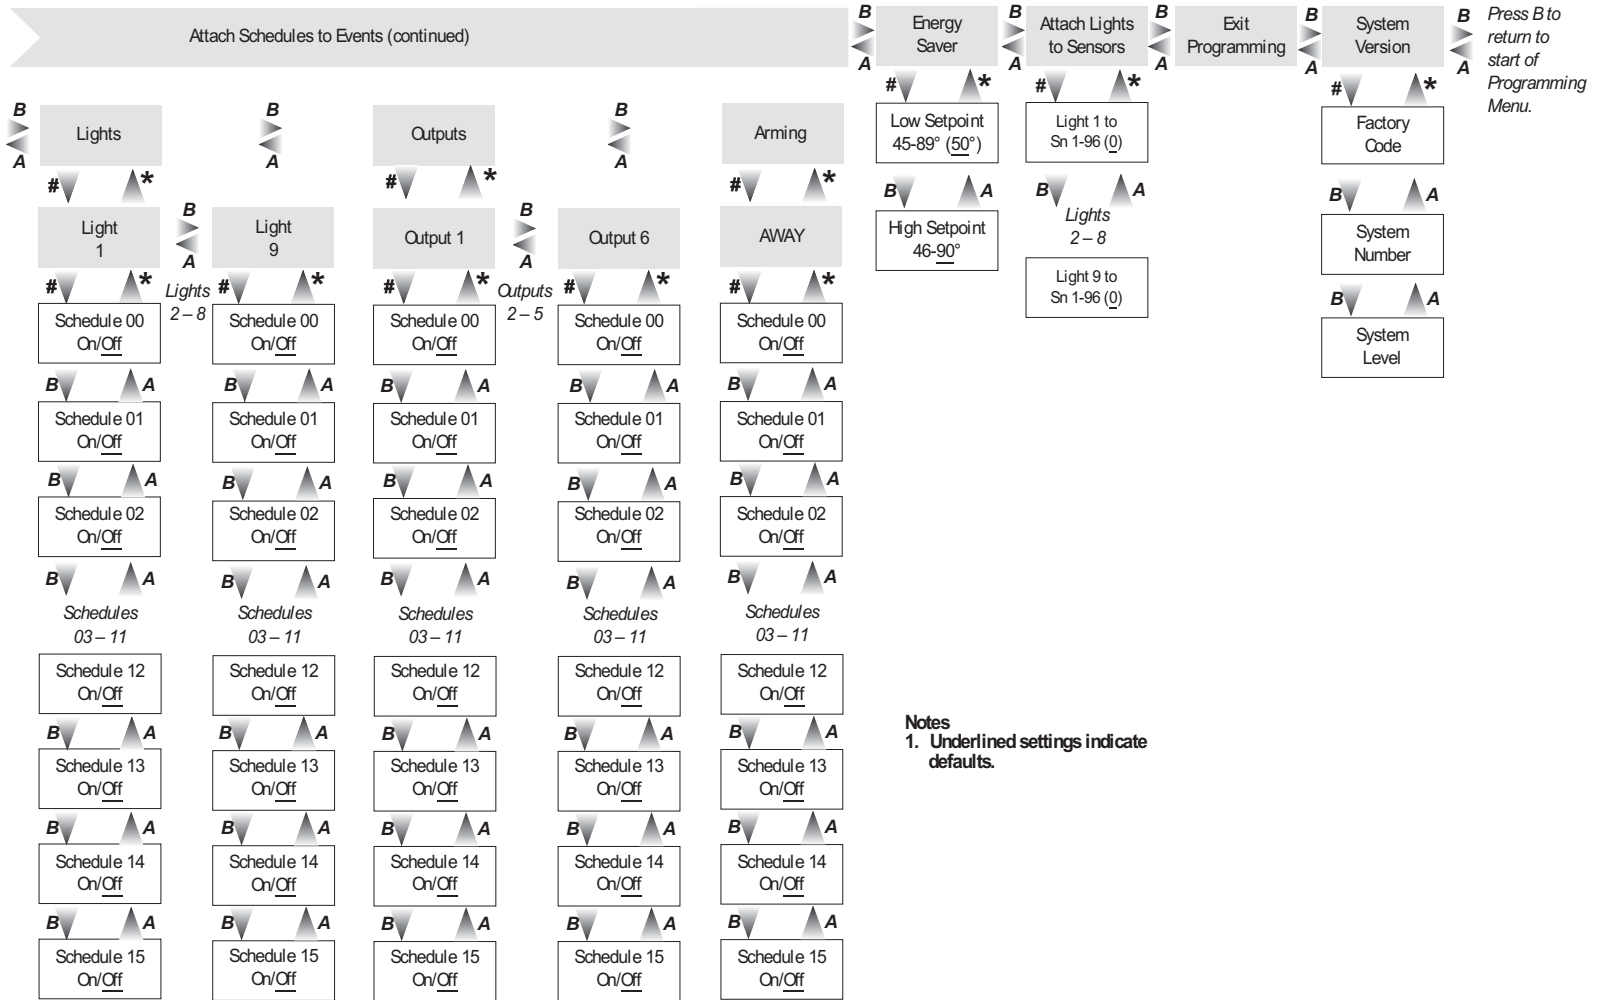 Attach Schedules to Events (continued)
B
A
Energy
Saver
B
A
Attach Lights
to Sensors
B
A
Exit
Programming
B
A
System
Version
B
A
Press B to
return to
start of
Programming
Menu.
# *
Low Setpoint
45-89° (50°)
B A
High Setpoint
46-90°
# *
Light 1 to
Sn 1-96 (0)
B A
Lights
2 – 8
Light 9 to
Sn 1-96 (0)
# *
Factory
Code
B A
System
Number
B A
System
Level
B
A
Lights
B
A
Outputs
B
A
Arming
# *
# *
# *
Light
1
B
A
Lights
2 – 8
Light
9
Output 1
B
A
Outputs
2 – 5
Output 6
AWAY
# *
Schedule 00
On/Off
B A
Schedule 01
On/Off
B A
Schedule 02
On/Off
B A
Schedules
03 – 11
Schedule 12
On/Off
B A
Schedule 13
On/Off
B A
Schedule 14
On/Off
B A
Schedule 15
On/Off
# *
Schedule 00
On/Off
B A
Schedule 01
On/Off
B A
Schedule 02
On/Off
B A
Schedules
03 – 11
Schedule 12
On/Off
B A
Schedule 13
On/Off
B A
Schedule 14
On/Off
B A
Schedule 15
On/Off
# *
Schedule 00
On/Off
B A
Schedule 01
On/Off
B A
Schedule 02
On/Off
B A
Schedules
03 – 11
Schedule 12
On/Off
B A
Schedule 13
On/Off
B A
Schedule 14
On/Off
B A
Schedule 15
On/Off
# *
Schedule 00
On/Off
B A
Schedule 01
On/Off
B A
Schedule 02
On/Off
B A
Schedules
03 – 11
Schedule 12
On/Off
B A
Schedule 13
On/Off
B A
Schedule 14
On/Off
B A
Schedule 15
On/Off
# *
Schedule 00
On/Off
B A
Schedule 01
On/Off
B A
Schedule 02
On/Off
B A
Schedules
03 – 11
Schedule 12
On/Off
B A
Schedule 13
On/Off
B A
Schedule 14
On/Off
B A
Schedule 15
On/Off
Notes
1. Underlined settings indicate
defaults.